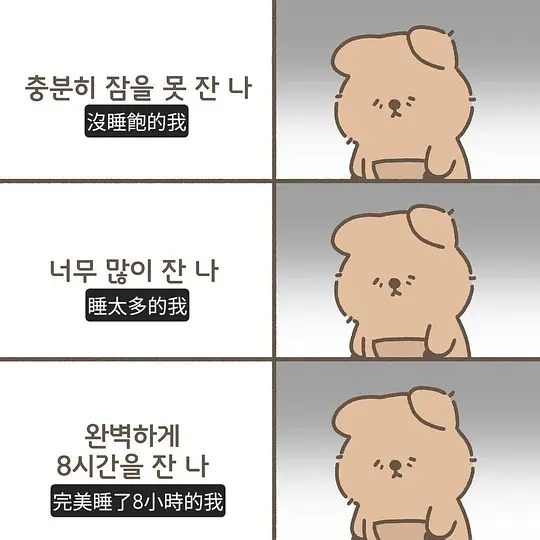 충분히 잠을 못 잔 나
沒睡飽的我
너무 많이 잔 나
睡太多的我
완벽하게
8시간을 잔 나
完美睡了8小時的我